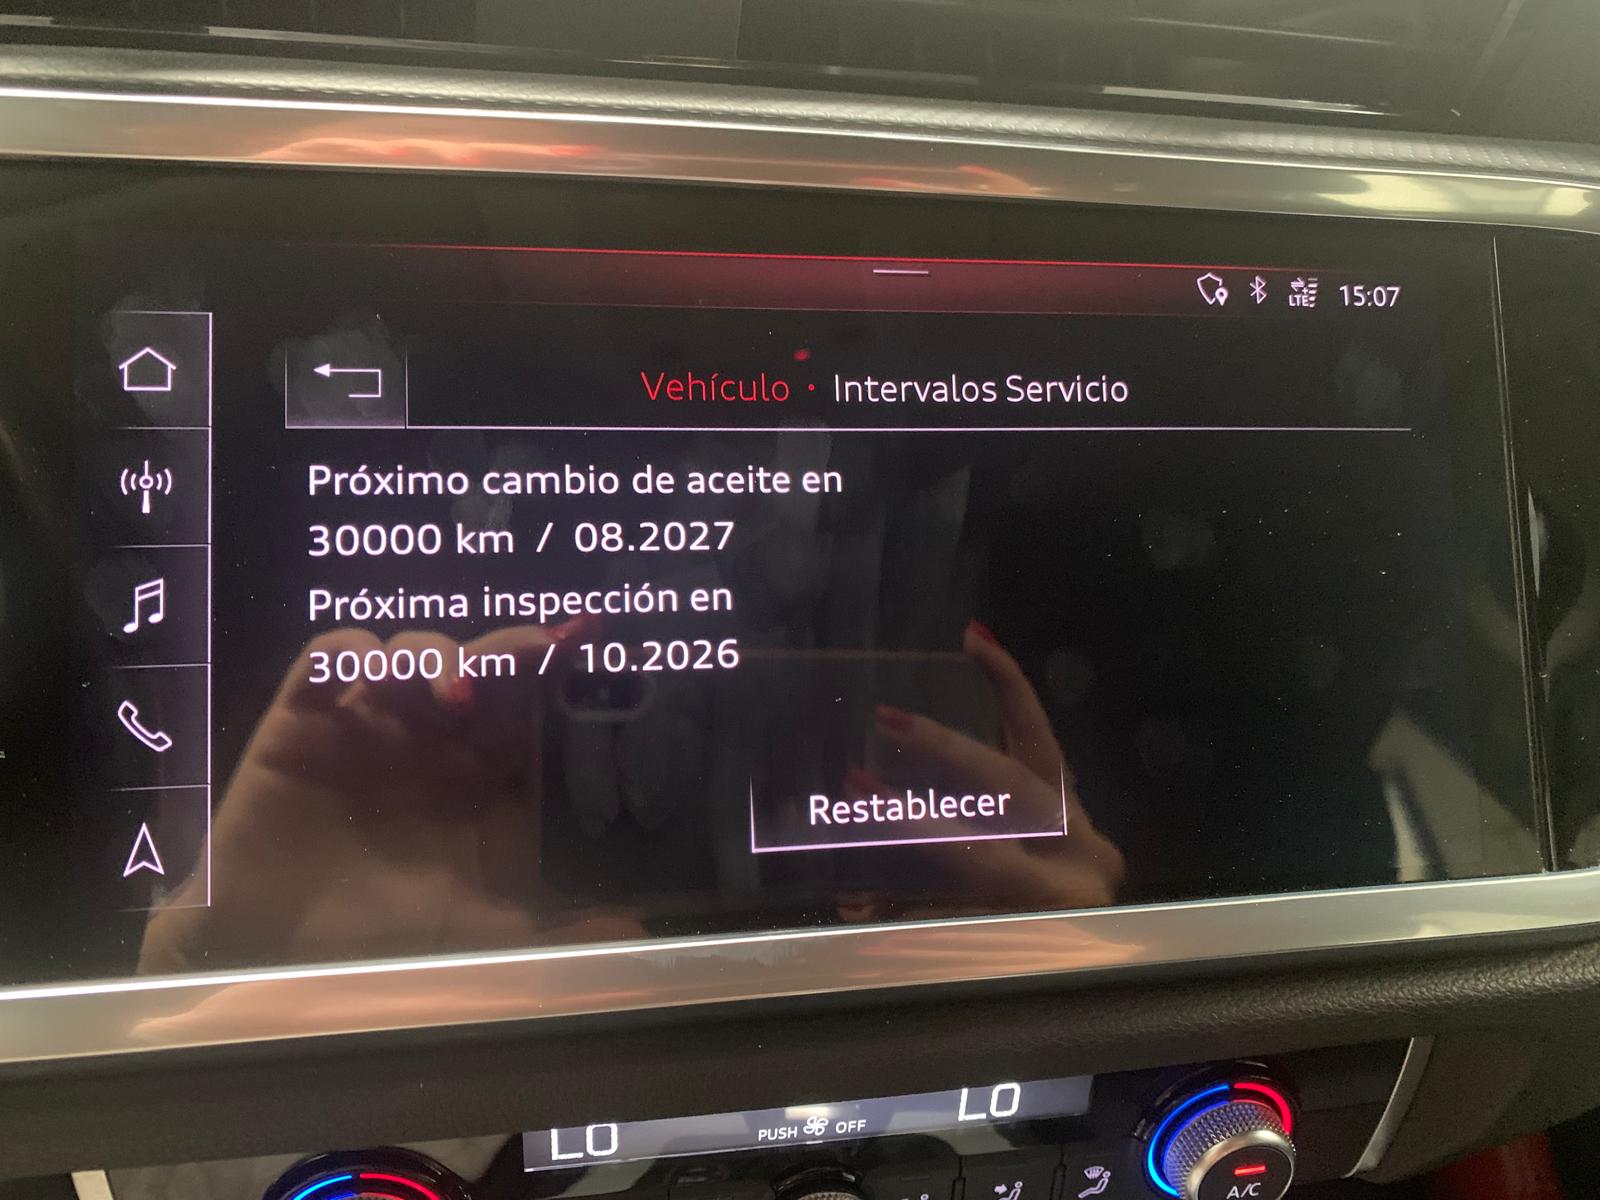 LTE 15:07
Vehículo • Intervalos Servicio
Próximo cambio de aceite en
30000 km / 08.2027
Próxima inspección en
30000 km / 10.2026
Restablecer
LO PUSH OFF LO
A/C